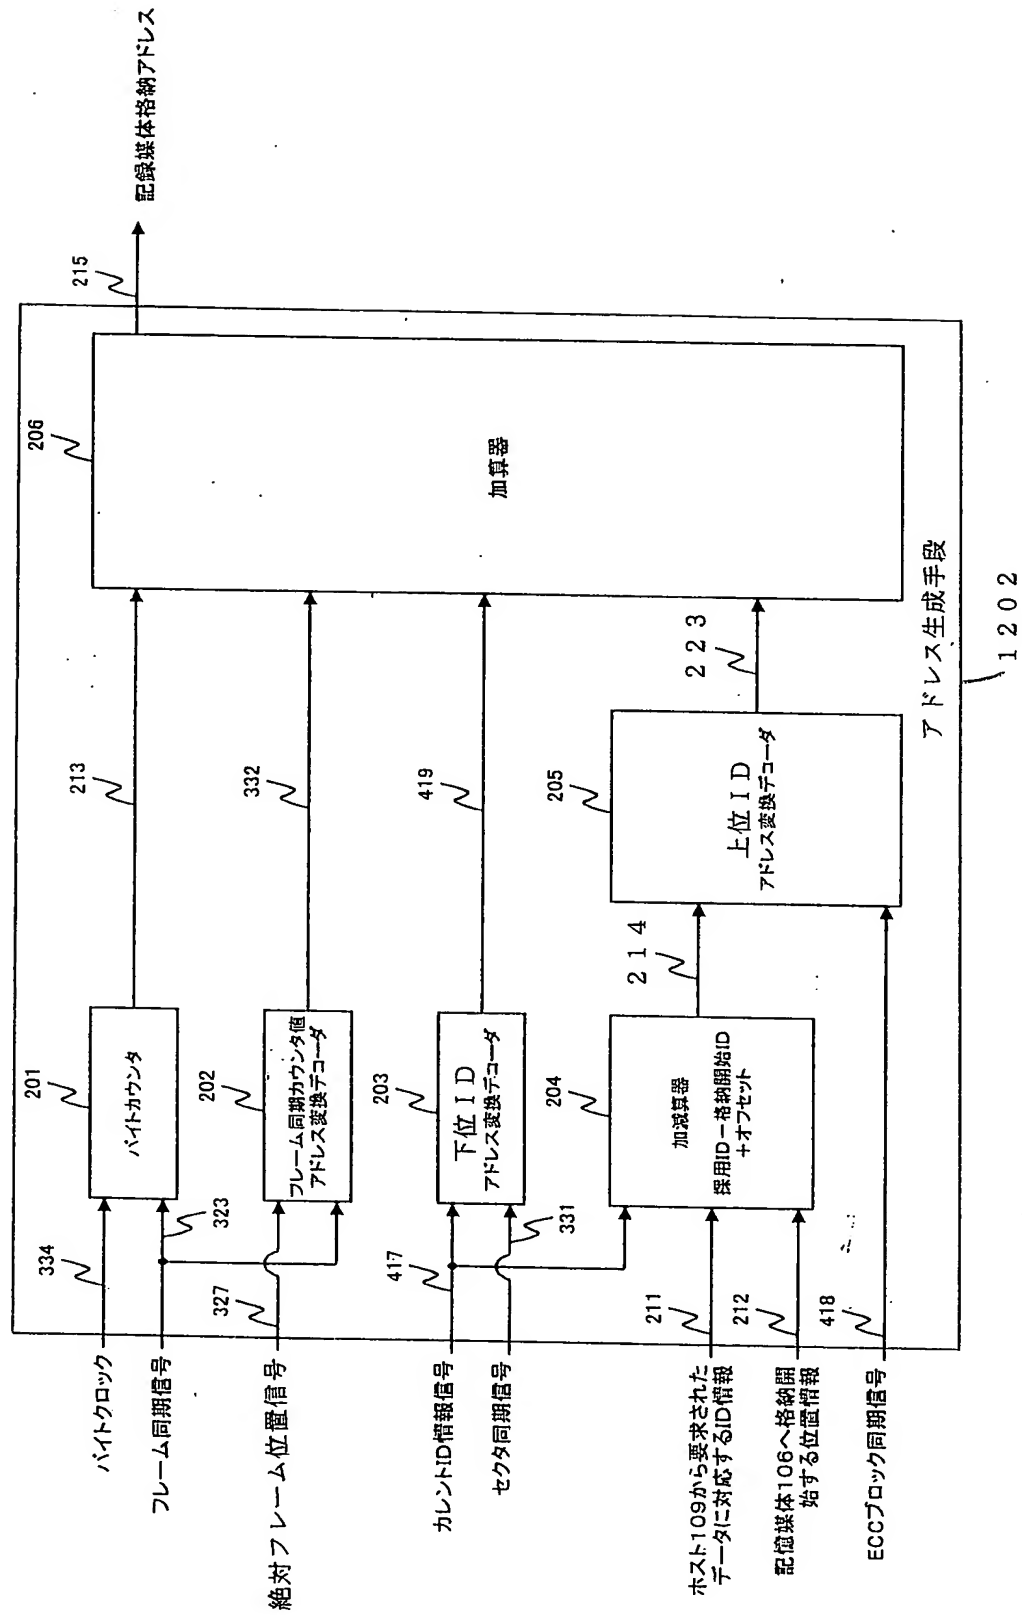 バイトクロック
フレーム同期信号
絶対フレーム位置信号
カレントID情報信号
セクタ同期信号
ホスト109から要求された
データに対応するID情報
記憶媒体106へ格納開
始する位置情報
ECCブロック同期信号
334
323
327
417
331
211
212
418
201
バイトカウンタ
202
フレーム同期カウンタ値
アドレス変換デコーダ
203
下位ID
アドレス変換デコーダ
204
加減算器
採用ID－格納開始ID
＋オフセット
213
332
419
214
205
上位ID
アドレス変換デコーダ
223
206
加算器
215
記録媒体格納アドレス
アドレス生成手段
1202